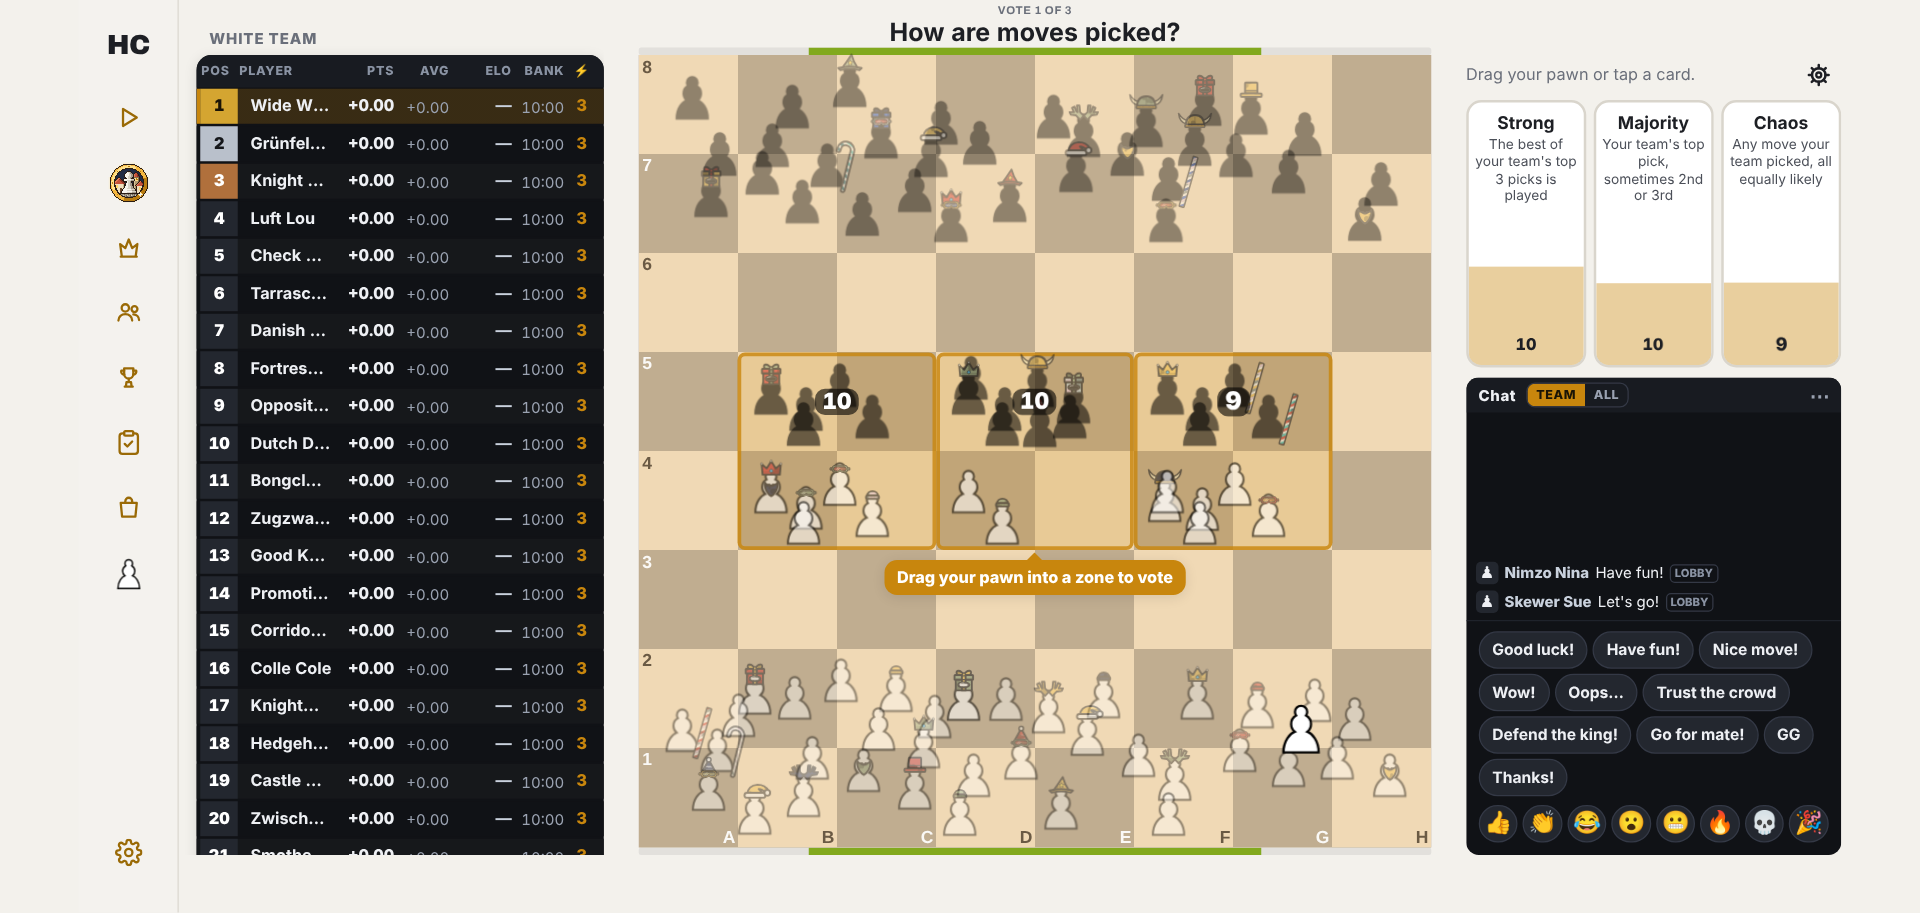 HC
WHITE TEAM
POS PLAYER PTS AVG ELO BANK ⚡
1 Wide W... +0.00 +0.00 — 10:00 3
2 Grünfel... +0.00 +0.00 — 10:00 3
3 Knight ... +0.00 +0.00 — 10:00 3
4 Luft Lou +0.00 +0.00 — 10:00 3
5 Check ... +0.00 +0.00 — 10:00 3
6 Tarrasc... +0.00 +0.00 — 10:00 3
7 Danish ... +0.00 +0.00 — 10:00 3
8 Fortres... +0.00 +0.00 — 10:00 3
9 Opposit... +0.00 +0.00 — 10:00 3
10 Dutch D... +0.00 +0.00 — 10:00 3
11 Bongcl... +0.00 +0.00 — 10:00 3
12 Zugzwa... +0.00 +0.00 — 10:00 3
13 Good K... +0.00 +0.00 — 10:00 3
14 Promoti... +0.00 +0.00 — 10:00 3
15 Corrido... +0.00 +0.00 — 10:00 3
16 Colle Cole +0.00 +0.00 — 10:00 3
17 Knight... +0.00 +0.00 — 10:00 3
18 Hedgeh... +0.00 +0.00 — 10:00 3
19 Castle ... +0.00 +0.00 — 10:00 3
20 Zwisch... +0.00 +0.00 — 10:00 3
VOTE 1 OF 3
How are moves picked?
8
7
6
5
10 10 9
4
3
Drag your pawn into a zone to vote
2
1
A B C D E F G H
Drag your pawn or tap a card.
Strong
The best of
your team's top
3 picks is
played
10
Majority
Your team's top
pick,
sometimes 2nd
or 3rd
10
Chaos
Any move your
team picked, all
equally likely
9
Chat TEAM ALL ...
Nimzo Nina Have fun! LOBBY
Skewer Sue Let's go! LOBBY
Good luck! Have fun! Nice move!
Wow! Oops... Trust the crowd
Defend the king! Go for mate! GG
Thanks!